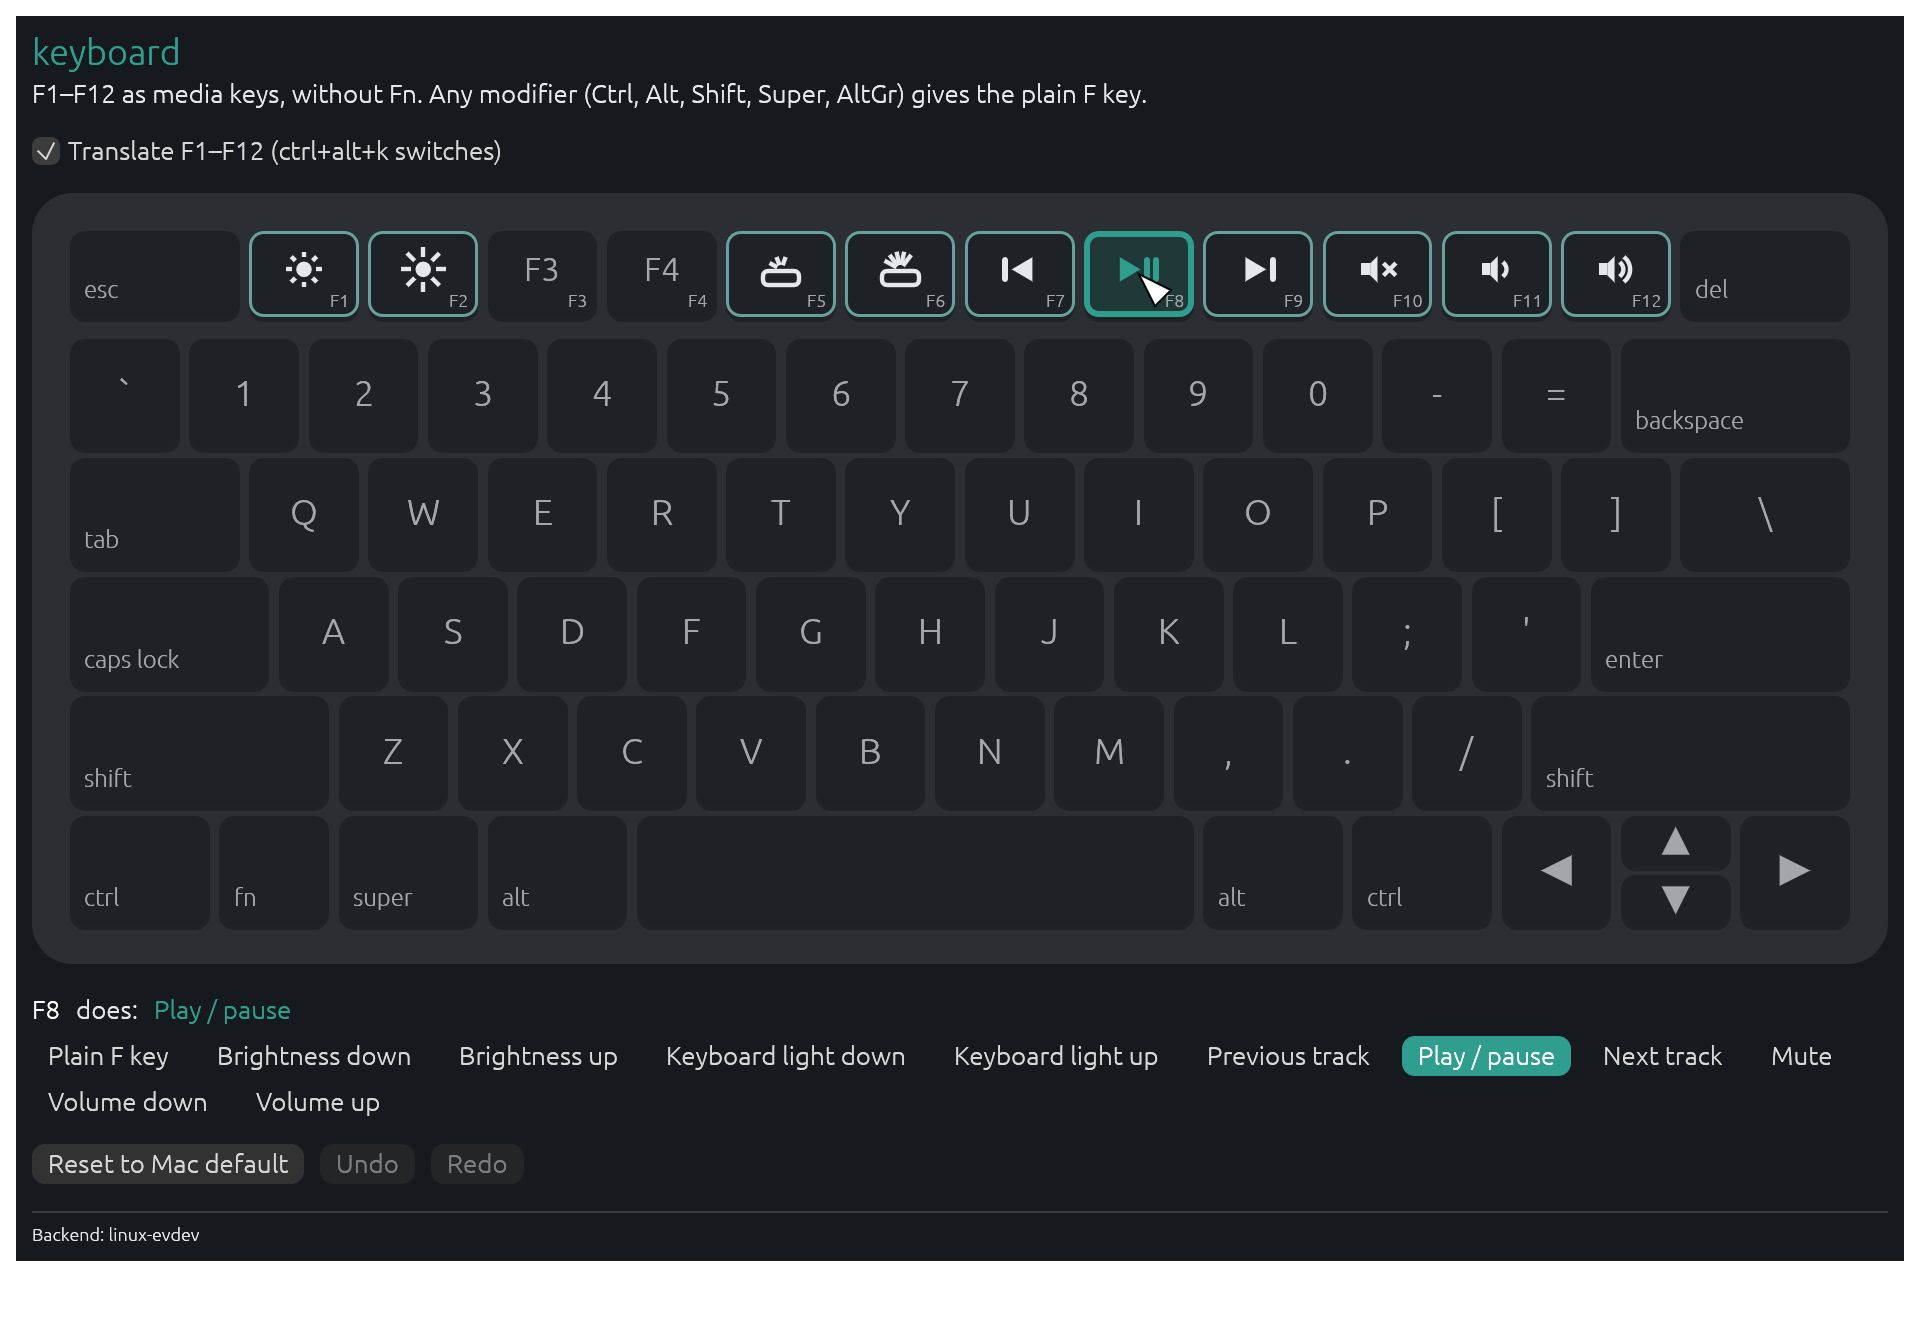 keyboard
F1–F12 as media keys, without Fn. Any modifier (Ctrl, Alt, Shift, Super, AltGr) gives the plain F key.
Translate F1–F12 (ctrl+alt+k switches)
esc F1 F2 F3 F3 F4 F4 F5 F6 F7 F8 F9 F10 F11 F12 del
` 1 2 3 4 5 6 7 8 9 0 - = backspace
tab Q W E R T Y U I O P [ ] \
caps lock A S D F G H J K L ; ' enter
shift Z X C V B N M , . / shift
ctrl fn super alt alt ctrl
F8 does: Play / pause
Plain F key Brightness down Brightness up Keyboard light down Keyboard light up Previous track Play / pause Next track Mute
Volume down Volume up
Reset to Mac default Undo Redo
Backend: linux-evdev